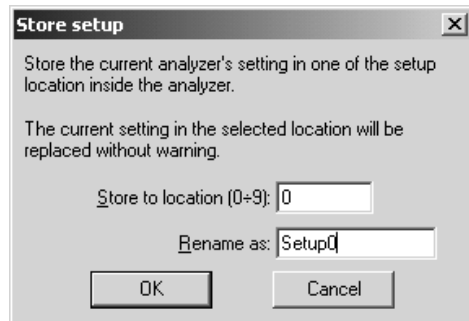 Store setup
Store the current analyzer's setting in one of the setup
location inside the analyzer.
The current setting in the selected location will be
replaced without warning.
Store to location (0÷9): 0
Rename as: Setup0
OK Cancel